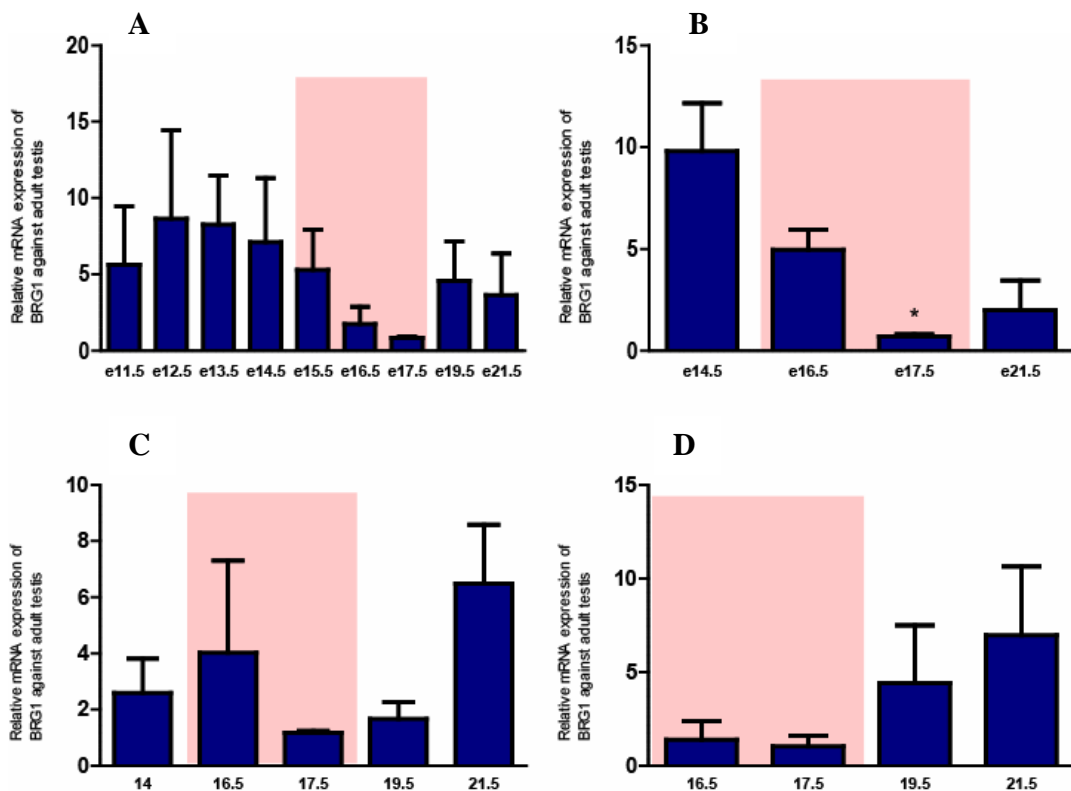 A
Relative mRNA expression of
BRG1 against adult testis
20
15
10
5
0
e11.5 e12.5 e13.5 e14.5 e15.5 e16.5 e17.5 e19.5 e21.5
B
Relative mRNA expression of
BRG1 against adult testis
15
10
5
0
*
e14.5 e16.5 e17.5 e21.5
C
Relative mRNA expression of
BRG1 against adult testis
10
8
6
4
2
0
14 16.5 17.5 19.5 21.5
D
Relative mRNA expression of
BRG1 against adult testis
15
10
5
0
16.5 17.5 19.5 21.5